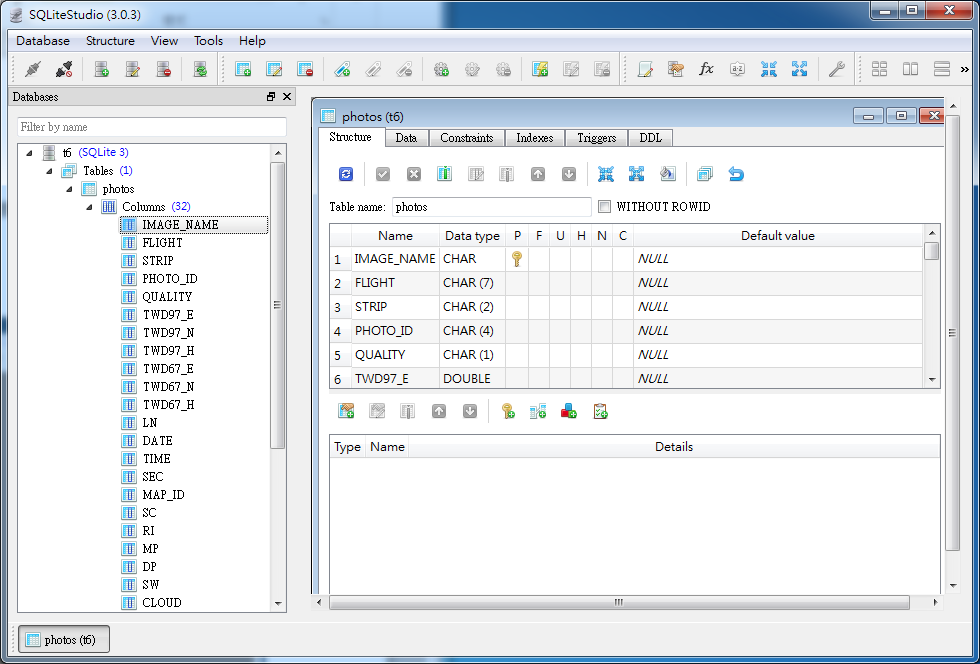 SQLiteStudio (3.0.3)
Database Structure View Tools Help
Databases
Filter by name
t6 (SQLite 3)
Tables (1)
photos
Columns (32)
IMAGE_NAME
FLIGHT
STRIP
PHOTO_ID
QUALITY
TWD97_E
TWD97_N
TWD97_H
TWD67_E
TWD67_N
TWD67_H
LN
DATE
TIME
SEC
MAP_ID
SC
RI
MP
DP
SW
CLOUD
photos (t6)
Structure Data Constraints Indexes Triggers DDL
Table name: photos WITHOUT ROWID
Name Data type P F U H N C Default value
1 IMAGE_NAME CHAR NULL
2 FLIGHT CHAR (7) NULL
3 STRIP CHAR (2) NULL
4 PHOTO_ID CHAR (4) NULL
5 QUALITY CHAR (1) NULL
6 TWD97_E DOUBLE NULL
Type Name Details
photos (t6)